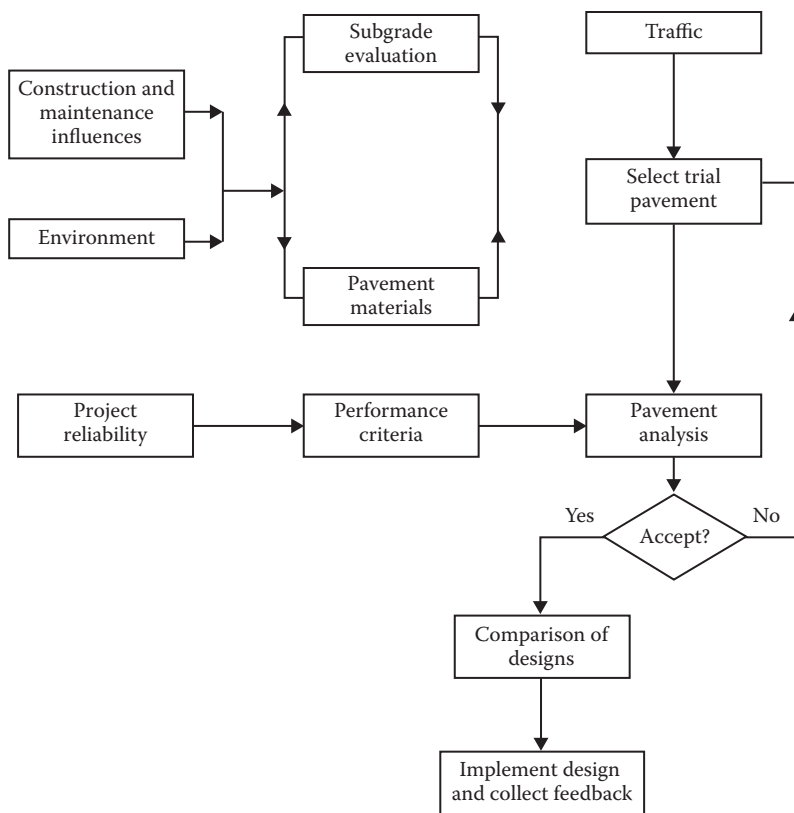 Subgrade
evaluation
Traffic
Construction and
maintenance
influences
Select trial
pavement
Environment
Pavement
materials
Project
reliability
Performance
criteria
Pavement
analysis
Yes
Accept?
No
Comparison of
designs
Implement design
and collect feedback